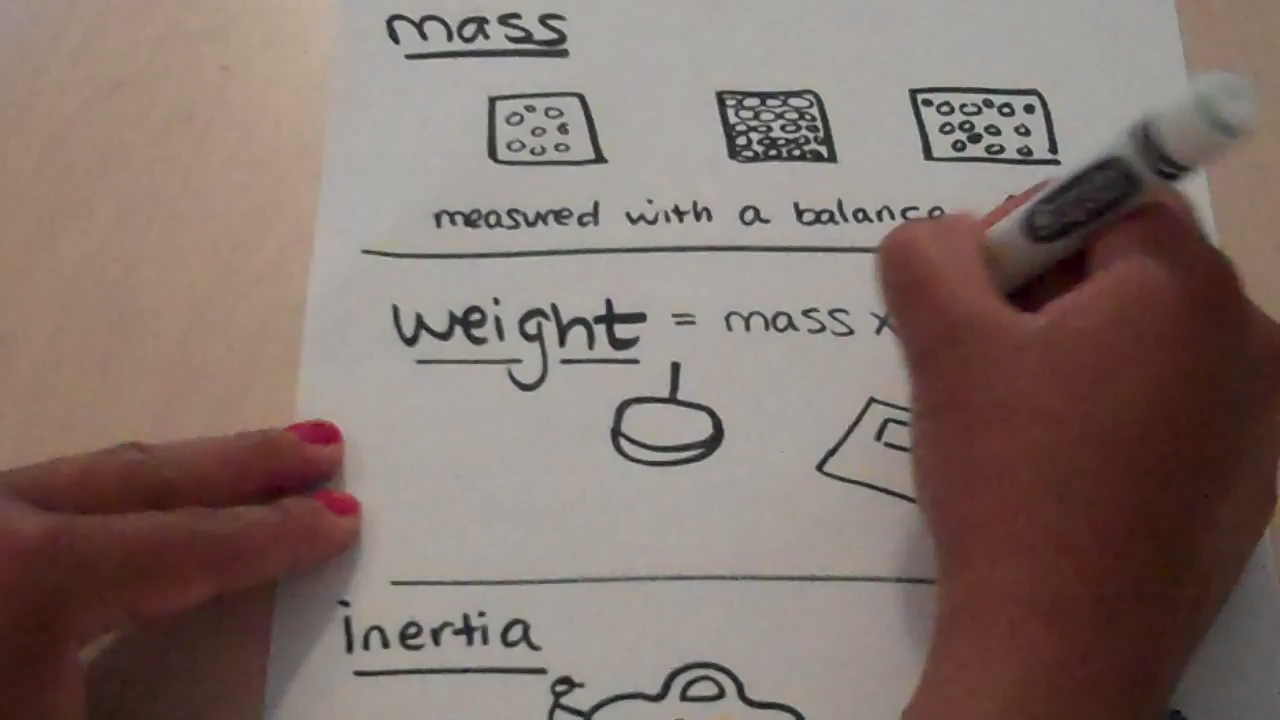 mass
measured with a balance
weight = mass x
inertia